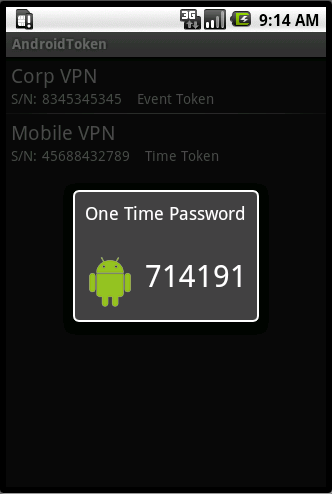 3G 9:14 AM
AndroidToken
Corp VPN
S/N: 8345345345 Event Token
Mobile VPN
S/N: 45688432789 Time Token
One Time Password
714191